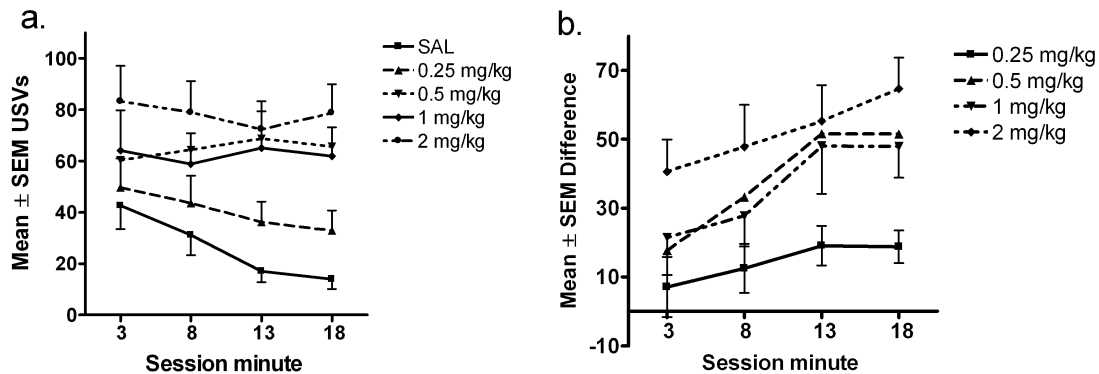 a.
Mean ± SEM USVs
100
80
60
40
20
0
3 8 13 18
Session minute
SAL
0.25 mg/kg
0.5 mg/kg
1 mg/kg
2 mg/kg
b.
Mean ± SEM Difference
70
50
30
10
-10
3 8 13 18
Session minute
0.25 mg/kg
0.5 mg/kg
1 mg/kg
2 mg/kg